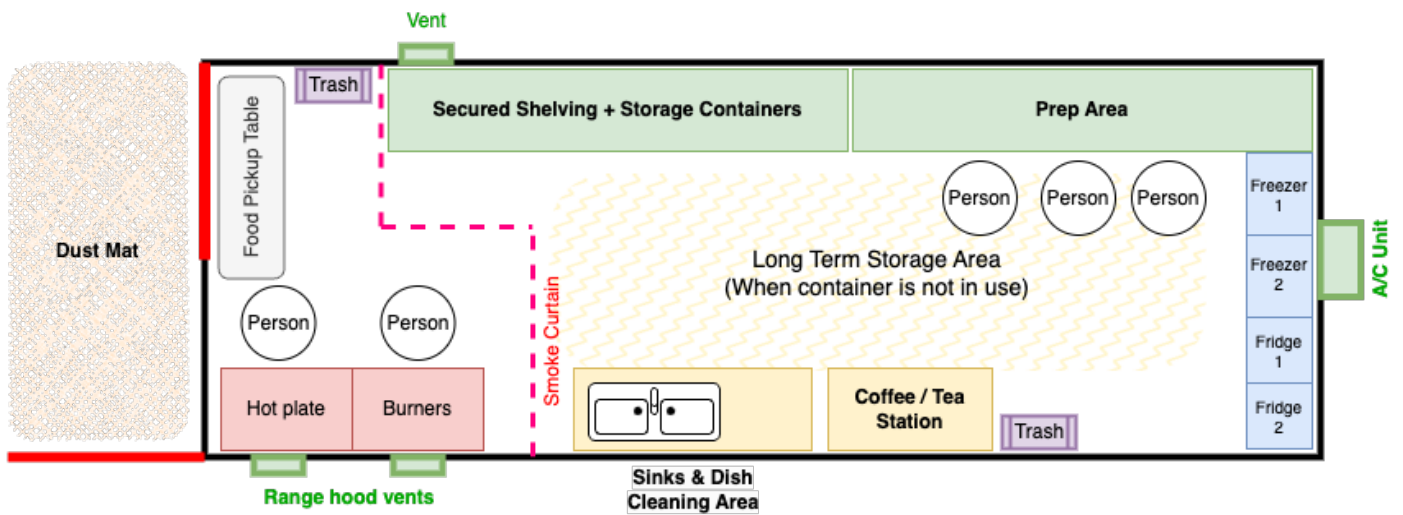 Vent
Trash
Food Pickup Table
Secured Shelving + Storage Containers
Prep Area
Dust Mat
Person
Person
Person
Freezer
1
Freezer
2
A/C Unit
Long Term Storage Area
(When container is not in use)
Smoke Curtain
Person
Person
Fridge
1
Fridge
2
Hot plate
Burners
Coffee / Tea
Station
Trash
Sinks & Dish
Cleaning Area
Range hood vents